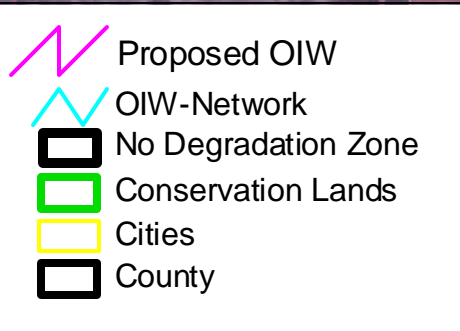 Proposed OIW
OIW-Network
No Degradation Zone
Conservation Lands
Cities
County